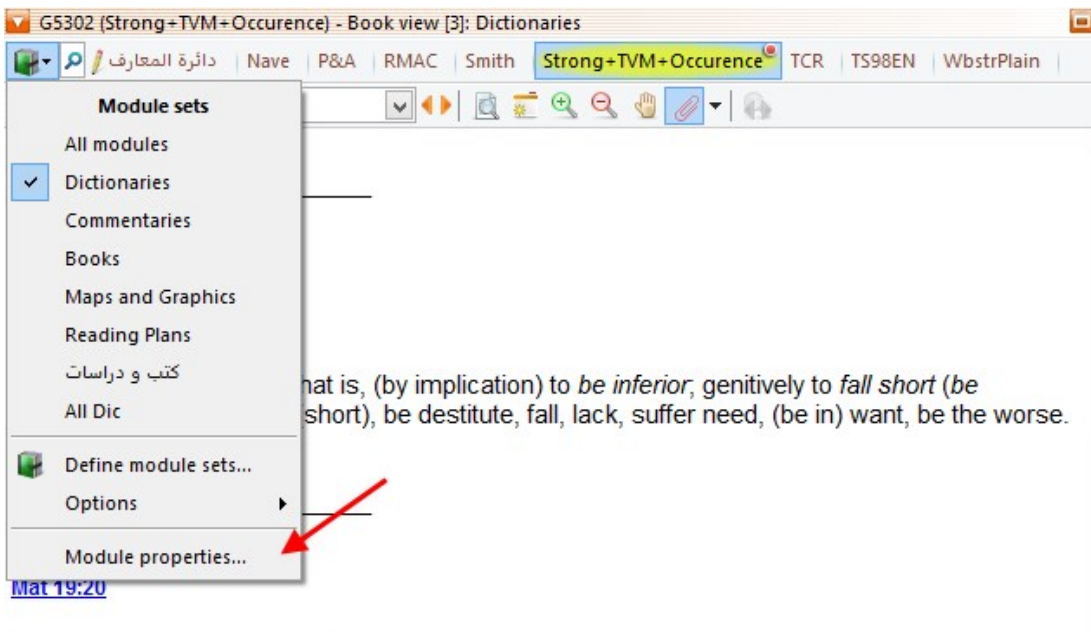 G5302 (Strong+TVM+Occurence) - Book view [3]: Dictionaries
دائرة المعارف Nave P&A RMAC Smith Strong+TVM+Occurence TCR TS98EN WbstrPlain
Module sets
All modules
Dictionaries
Commentaries
Books
Maps and Graphics
Reading Plans
كتب و دراسات
hat is, (by implication) to be inferior; genitively to fall short (be
All Dic
short), be destitute, fall, lack, suffer need, (be in) want, be the worse.
Define module sets...
Options
Module properties...
Mat 19:20